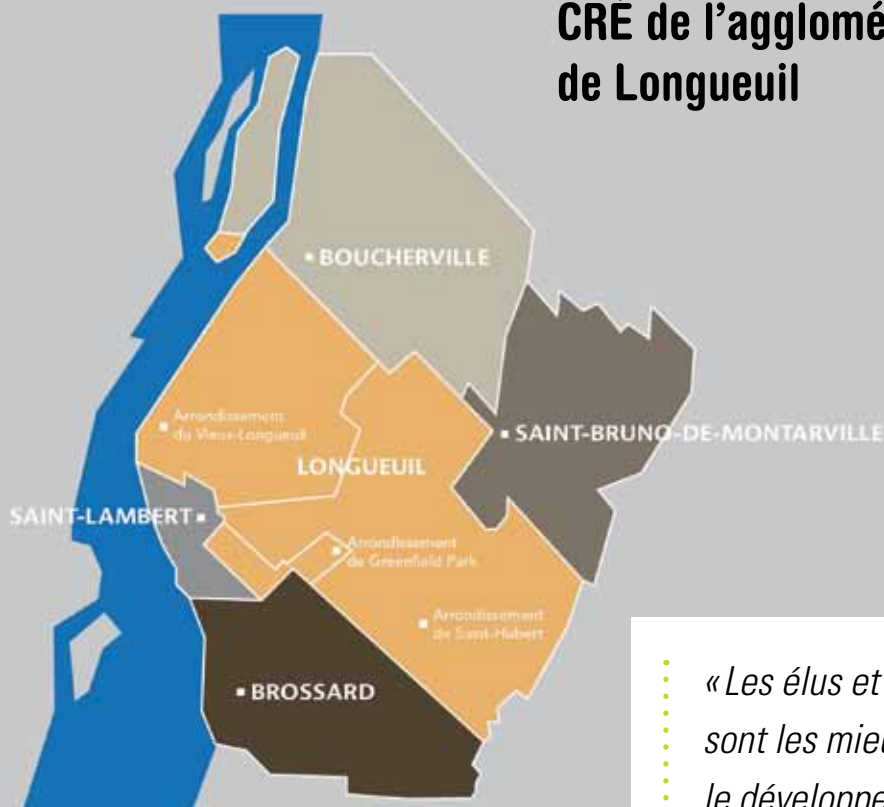 CRÉ de l'agglomé
de Longueuil
BOUCHERVILLE
Arrondissement
du Vieux-Longueuil
SAINT-BRUNO-DE-MONTARVILLE
LONGUEUIL
SAINT-LAMBERT
Arrondissement
de Greenfield Park
Arrondissement
de Saint-Hubert
BROSSARD
«Les élus et
sont les mieu
le développe